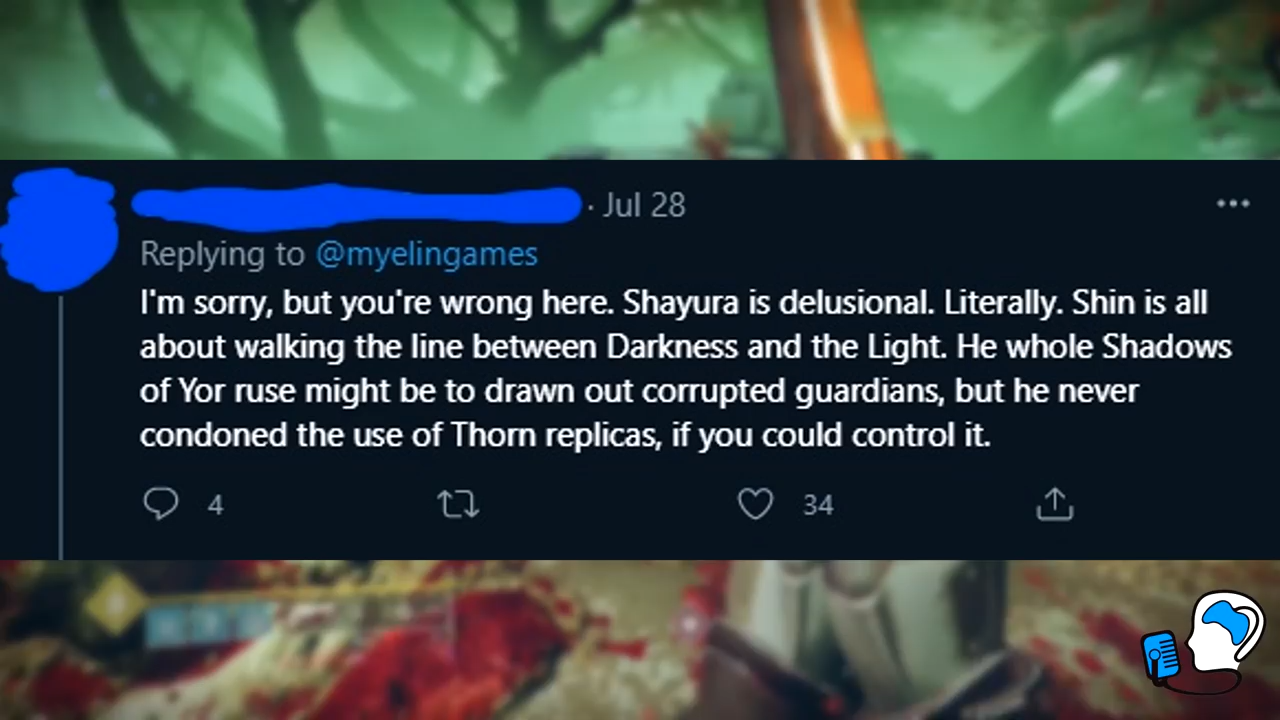 · Jul 28
Replying to @myelingames
I'm sorry, but you're wrong here. Shayura is delusional. Literally. Shin is all
about walking the line between Darkness and the Light. He whole Shadows
of Yor ruse might be to drawn out corrupted guardians, but he never
condoned the use of Thorn replicas, if you could control it.
4 34